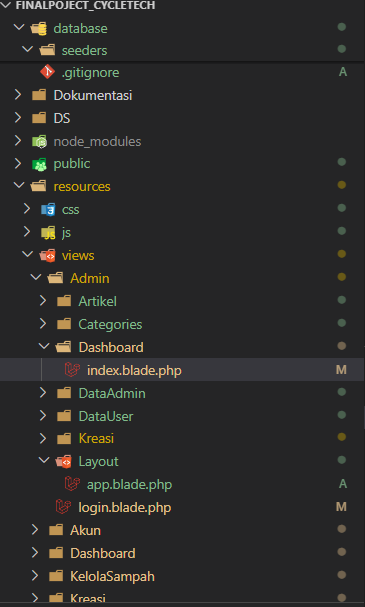 FINALPOJECT_CYCLETECH
database
seeders
.gitignore A
Dokumentasi
DS
node_modules
public
resources
css
js
views
Admin
Artikel
Categories
Dashboard
index.blade.php M
DataAdmin
DataUser
Kreasi
Layout
app.blade.php A
login.blade.php M
Akun
Dashboard
KelolaSampah
Kreasi